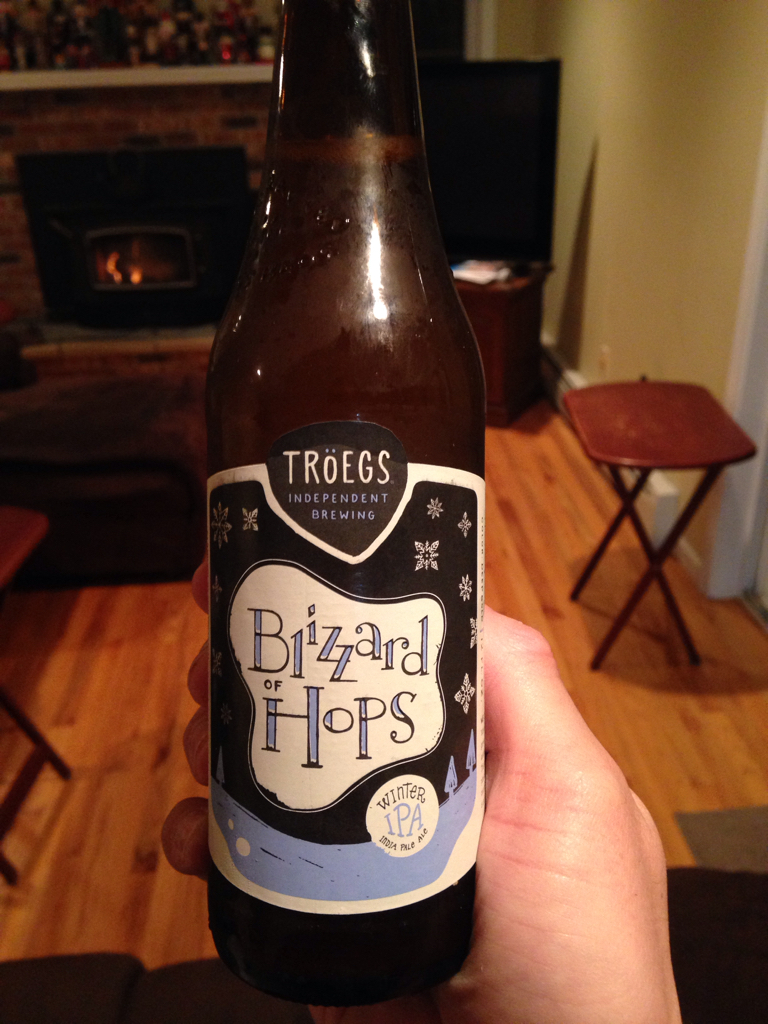 TRÖEGS
INDEPENDENT
BREWING
Blizzard
OF
HOPS
WINTER
IPA
INDIA PALE ALE